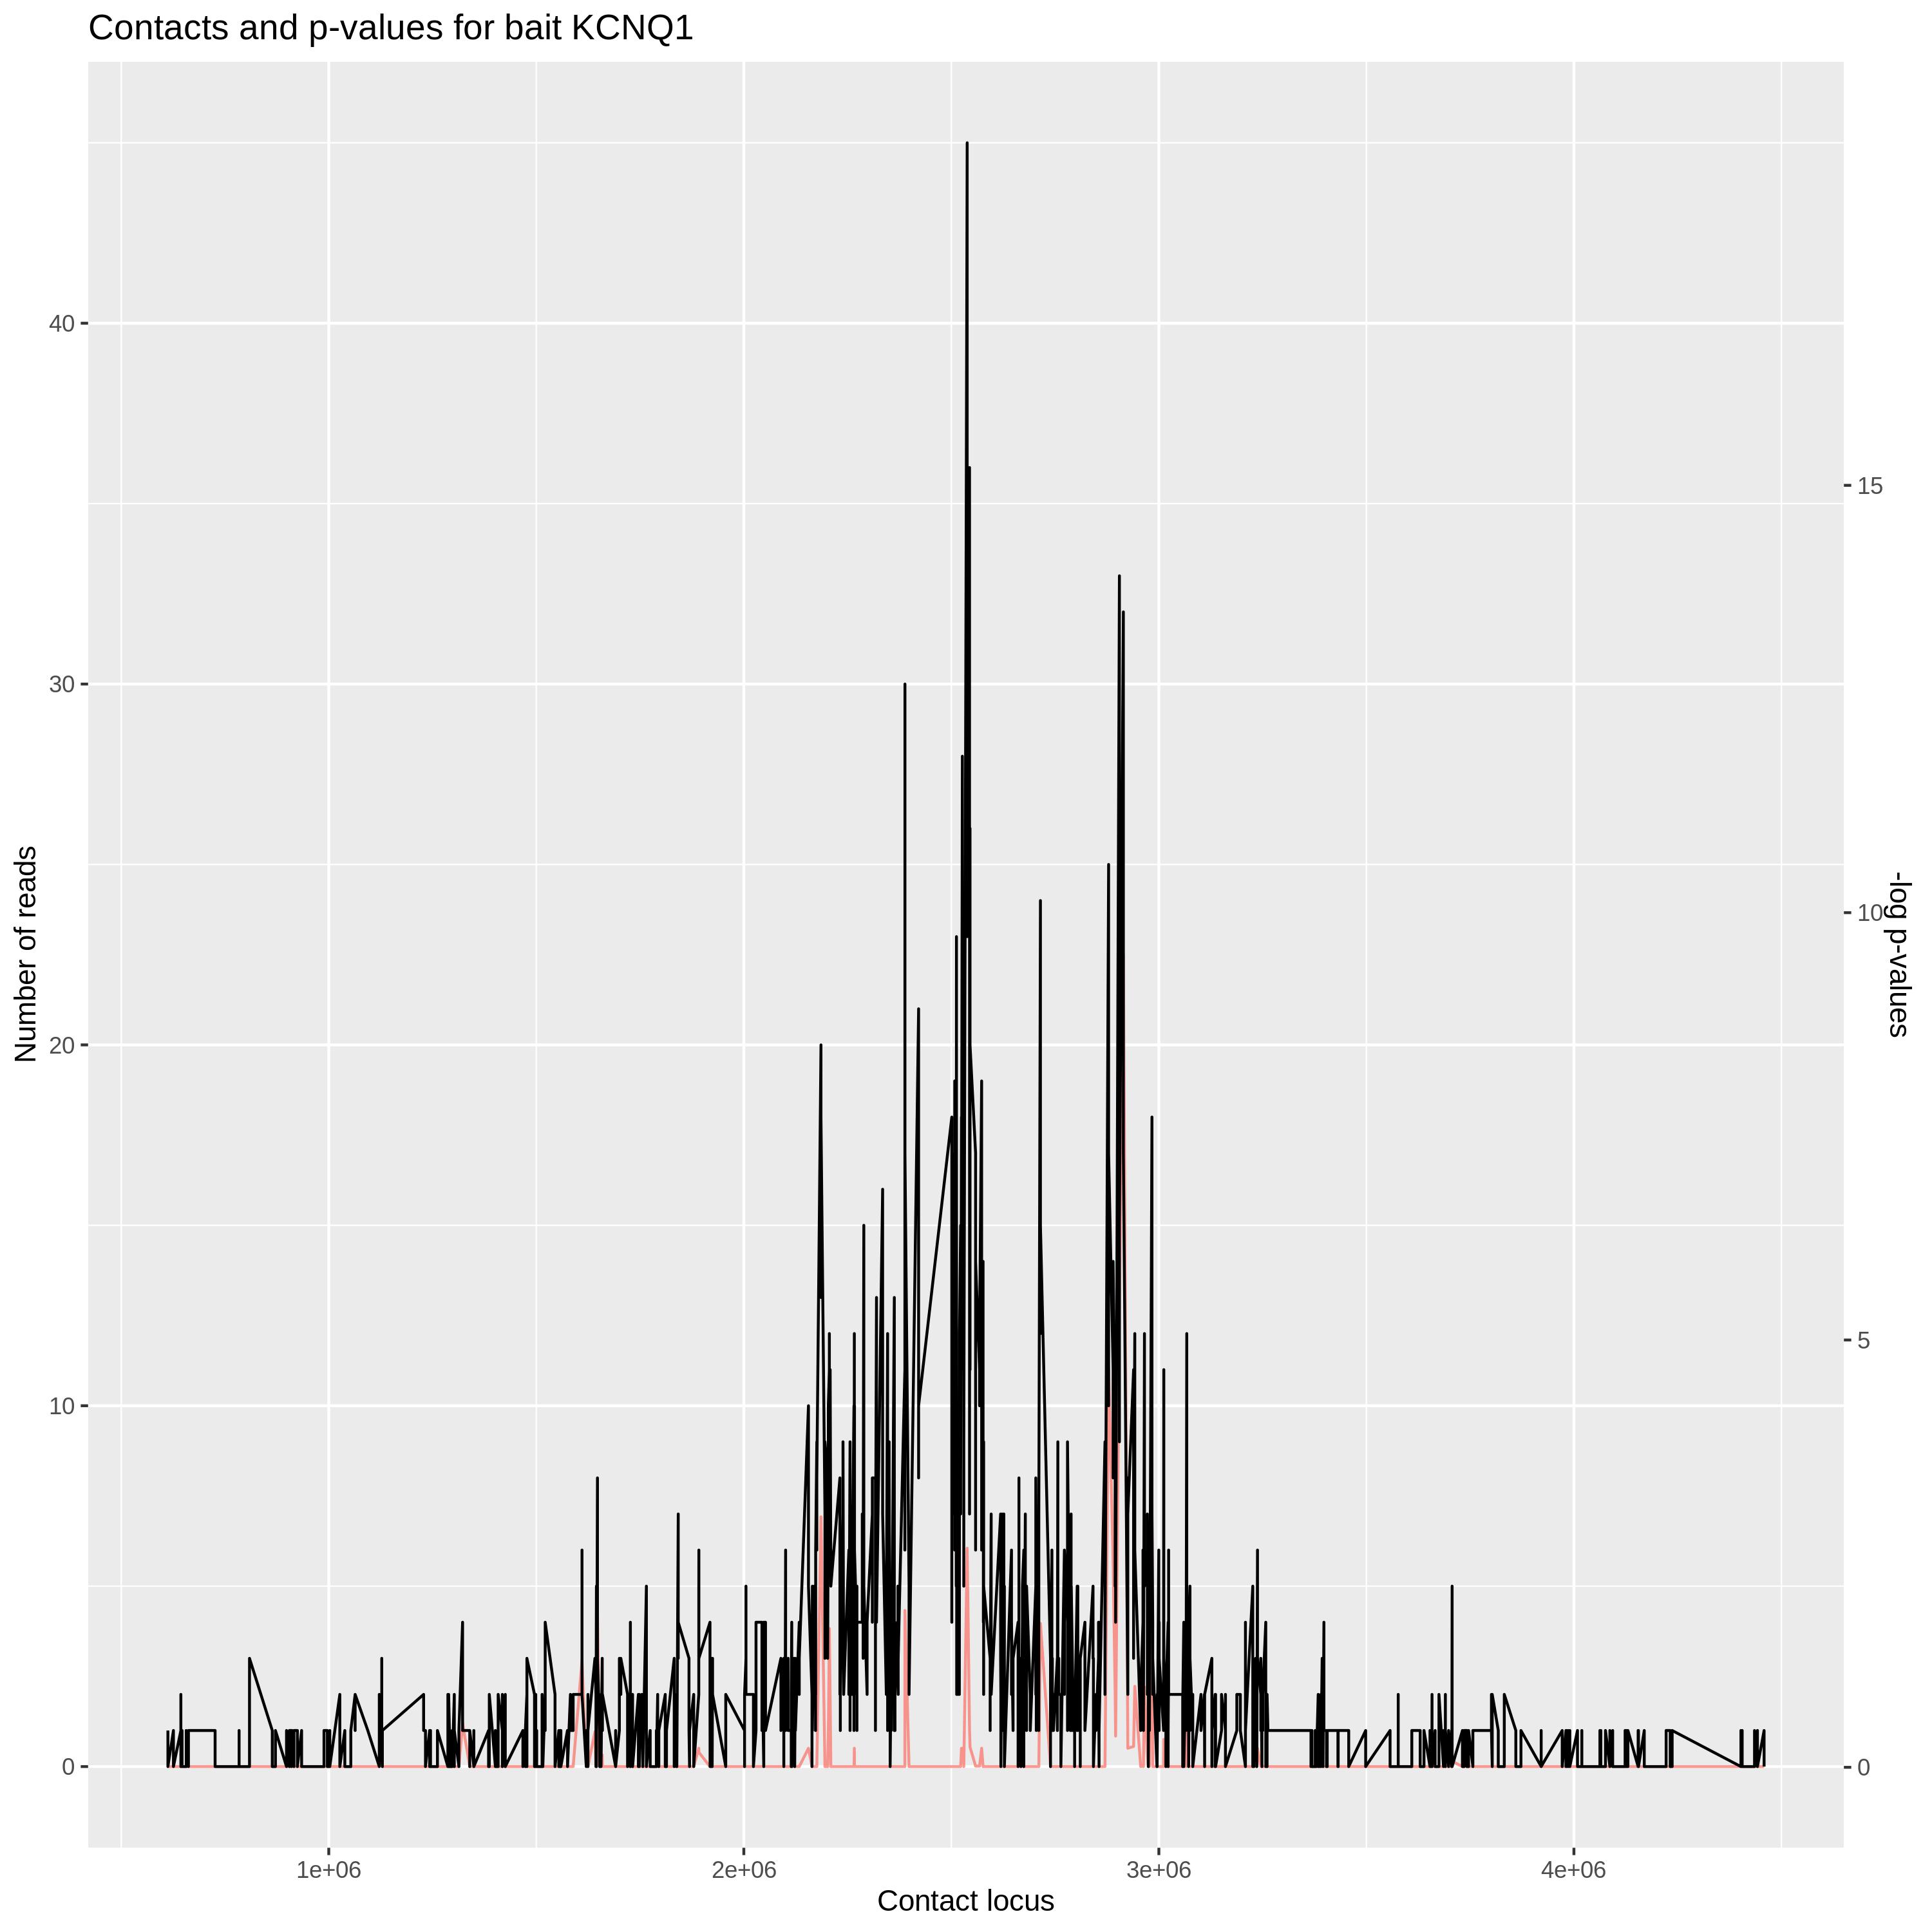 Contacts and p-values for bait KCNQ1
40
30
20
10
0
Number of reads
15
10
5
0
-log p-values
1e+06
2e+06
3e+06
4e+06
Contact locus